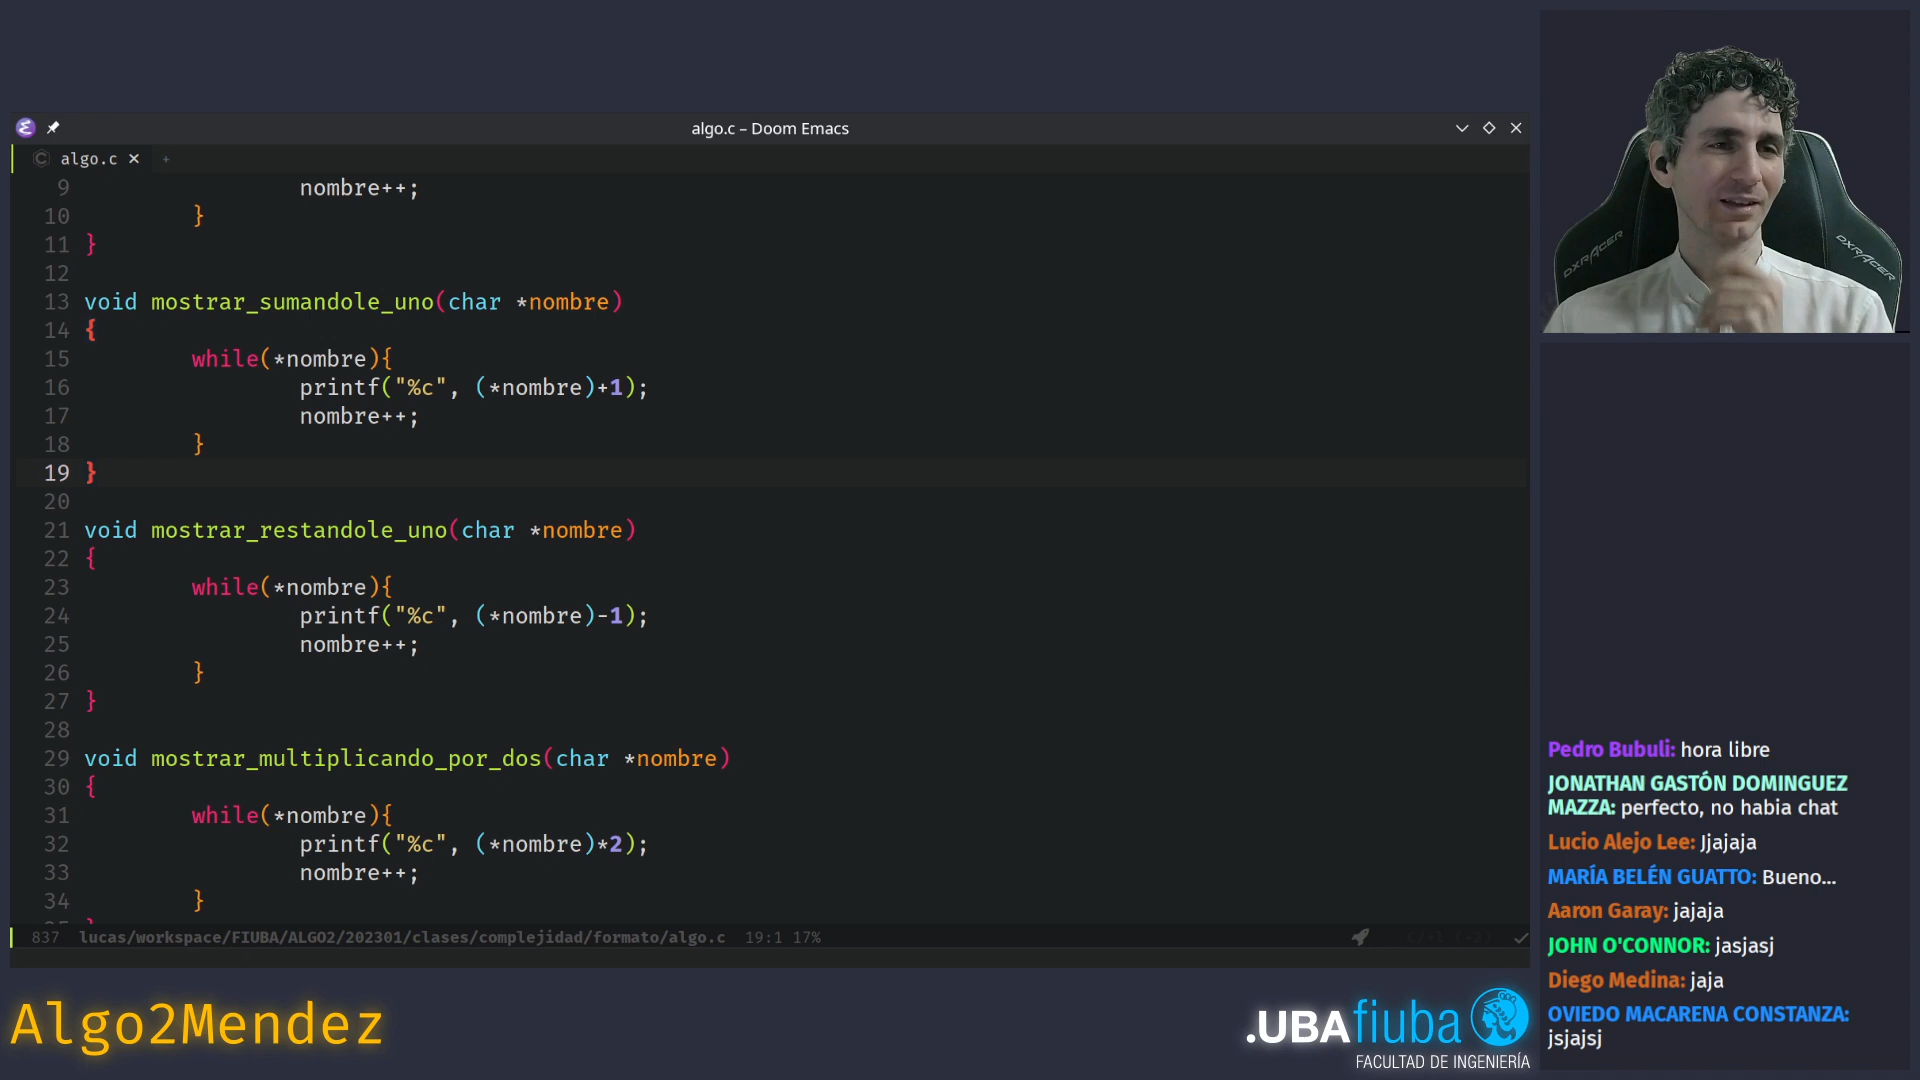 algo.c – Doom Emacs
algo.c × +
9 nombre++;
10 }
11 }
12
13 void mostrar_sumandole_uno(char *nombre)
14 {
15 while(*nombre){
16 printf("%c", (*nombre)+1);
17 nombre++;
18 }
19 }
20
21 void mostrar_restandole_uno(char *nombre)
22 {
23 while(*nombre){
24 printf("%c", (*nombre)-1);
25 nombre++;
26 }
27 }
28
29 void mostrar_multiplicando_por_dos(char *nombre)
30 {
31 while(*nombre){
32 printf("%c", (*nombre)*2);
33 nombre++;
34 }
837 lucas/workspace/FIUBA/ALGO2/202301/clases/complejidad/formato/algo.c 19:1 17%
Algo2Mendez
.UBAfiuba
FACULTAD DE INGENIERÍA
DXRACER
DXRACER
Pedro Bubuli: hora libre
JONATHAN GASTÓN DOMINGUEZ
MAZZA: perfecto, no habia chat
Lucio Alejo Lee: Jjajaja
MARÍA BELÉN GUATTO: Bueno...
Aaron Garay: jajaja
JOHN O'CONNOR: jasjasj
Diego Medina: jaja
OVIEDO MACARENA CONSTANZA:
jsjajsj